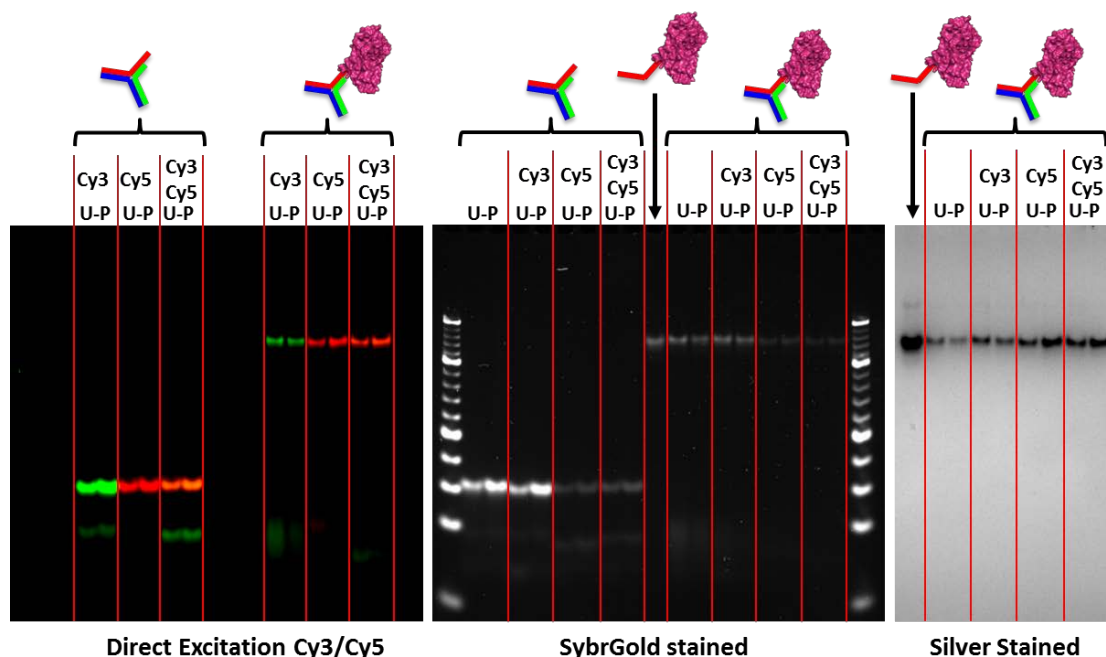 Cy3 Cy5 Cy3
Cy5
U-P U-P U-P
Cy3 Cy5 Cy3
Cy5
U-P U-P U-P
Cy3 Cy5 Cy3
Cy5
U-P U-P U-P U-P
Cy3 Cy5 Cy3
Cy5
U-P U-P U-P U-P
Cy3 Cy5 Cy3
Cy5
U-P U-P U-P U-P
Direct Excitation Cy3/Cy5
SybrGold stained
Silver Stained